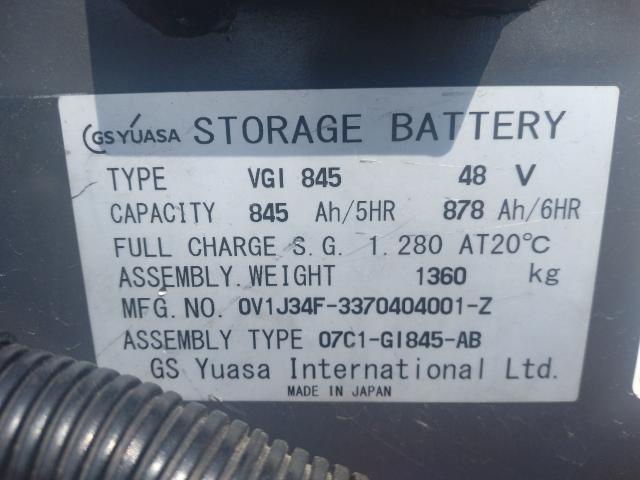 GS YUASA STORAGE BATTERY
TYPE VGI 845 48 V
CAPACITY 845 Ah/5HR 878 Ah/6HR
FULL CHARGE S.G. 1.280 AT20℃
ASSEMBLY.WEIGHT 1360 kg
MFG.NO. 0V1J34F-3370404001-Z
ASSEMBLY TYPE 07C1-GI845-AB
GS Yuasa International Ltd.
MADE IN JAPAN